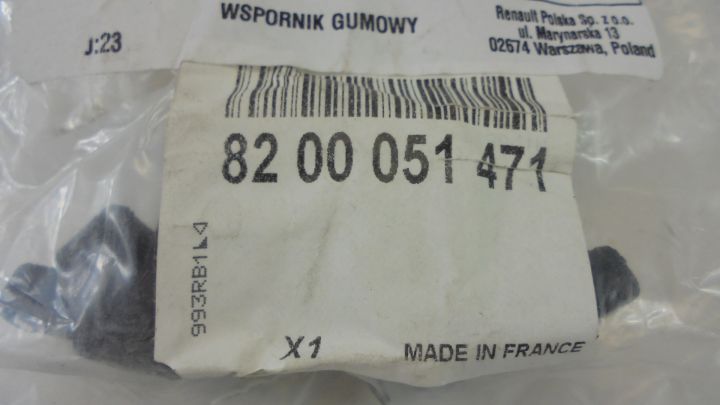 WSPORNIK GUMOWY
J:23
Renault Polska Sp. z o.o.
ul. Marynarska 13
02674 Warszawa, Poland
82 00 051 471
993RB1
X1
MADE IN FRANCE